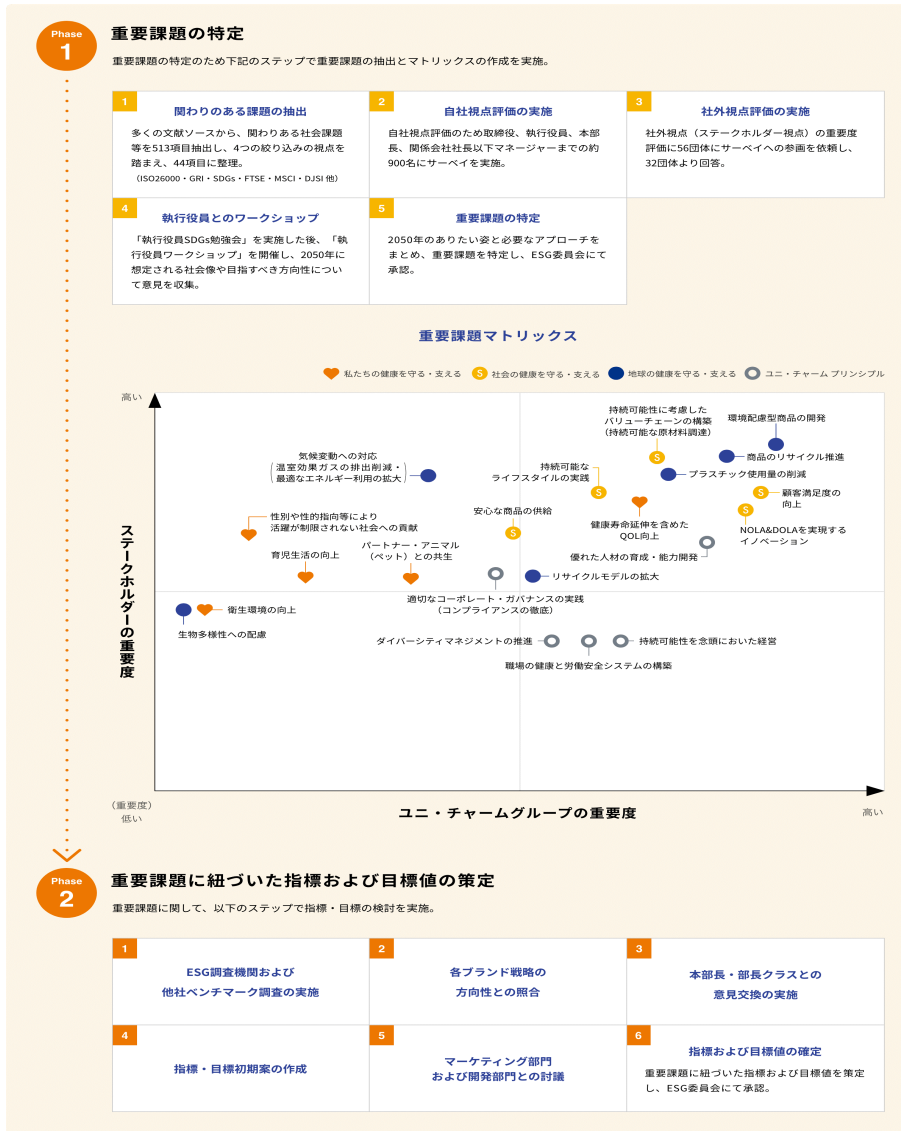 Phase
1
重要課題の特定
重要課題の特定のため下記のステップで重要課題の抽出とマトリックスの作成を実施。
1
関わりのある課題の抽出
多くの文献ソースから、関わりある社会課題
等を513項目抽出し、4つの絞り込みの視点を
踏まえ、44項目に整理。
（ISO26000・GRI・SDGs・FTSE・MSCI・DJSI 他）
2
自社視点評価の実施
自社視点評価のため取締役、執行役員、本部
長、関係会社社長以下マネージャーまでの約
900名にサーベイを実施。
3
社外視点評価の実施
社外視点（ステークホルダー視点）の重要度
評価に56団体にサーベイへの参画を依頼し、
32団体より回答。
4
執行役員とのワークショップ
「執行役員SDGs勉強会」を実施した後、「執
行役員ワークショップ」を開催し、2050年に
想定される社会像や目指すべき方向性につい
て意見を収集。
5
重要課題の特定
2050年のありたい姿と必要なアプローチを
まとめ、重要課題を特定し、ESG委員会にて
承認。
重要課題マトリックス
私たちの健康を守る・支える
S 社会の健康を守る・支える
地球の健康を守る・支える
ユニ・チャーム プリンシプル
高い
ステークホルダーの重要度
持続可能性に考慮した
バリューチェーンの構築
（持続可能な原材料調達）
S
環境配慮型商品の開発
商品のリサイクル推進
気候変動への対応
（温室効果ガスの排出削減・
最適なエネルギー利用の拡大）
持続可能な
ライフスタイルの実践
S
プラスチック使用量の削減
S
顧客満足度の
向上
性別や性的指向等により
活躍が制限されない社会への貢献
安心な商品の供給
S
健康寿命延伸を含めた
QOL向上
S
NOLA&DOLAを実現する
イノベーション
育児生活の向上
パートナー・アニマル
（ペット）との共生
優れた人材の育成・能力開発
リサイクルモデルの拡大
適切なコーポレート・ガバナンスの実践
（コンプライアンスの徹底）
衛生環境の向上
生物多様性への配慮
ダイバーシティマネジメントの推進
持続可能性を念頭においた経営
職場の健康と労働安全システムの構築
（重要度）
低い
ユニ・チャームグループの重要度
高い
Phase
2
重要課題に紐づいた指標および目標値の策定
重要課題に関して、以下のステップで指標・目標の検討を実施。
1
ESG調査機関および
他社ベンチマーク調査の実施
2
各ブランド戦略の
方向性との照合
3
本部長・部長クラスとの
意見交換の実施
4
指標・目標初期案の作成
5
マーケティング部門
および開発部門との討議
6
指標および目標値の確定
重要課題に紐づいた指標および目標値を策定
し、ESG委員会にて承認。